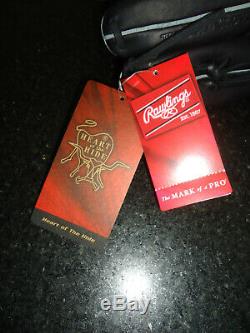 HEART
OF THE
HIDE
Heart of The Hide
Rawlings
EST. 1887
The MARK of a PRO